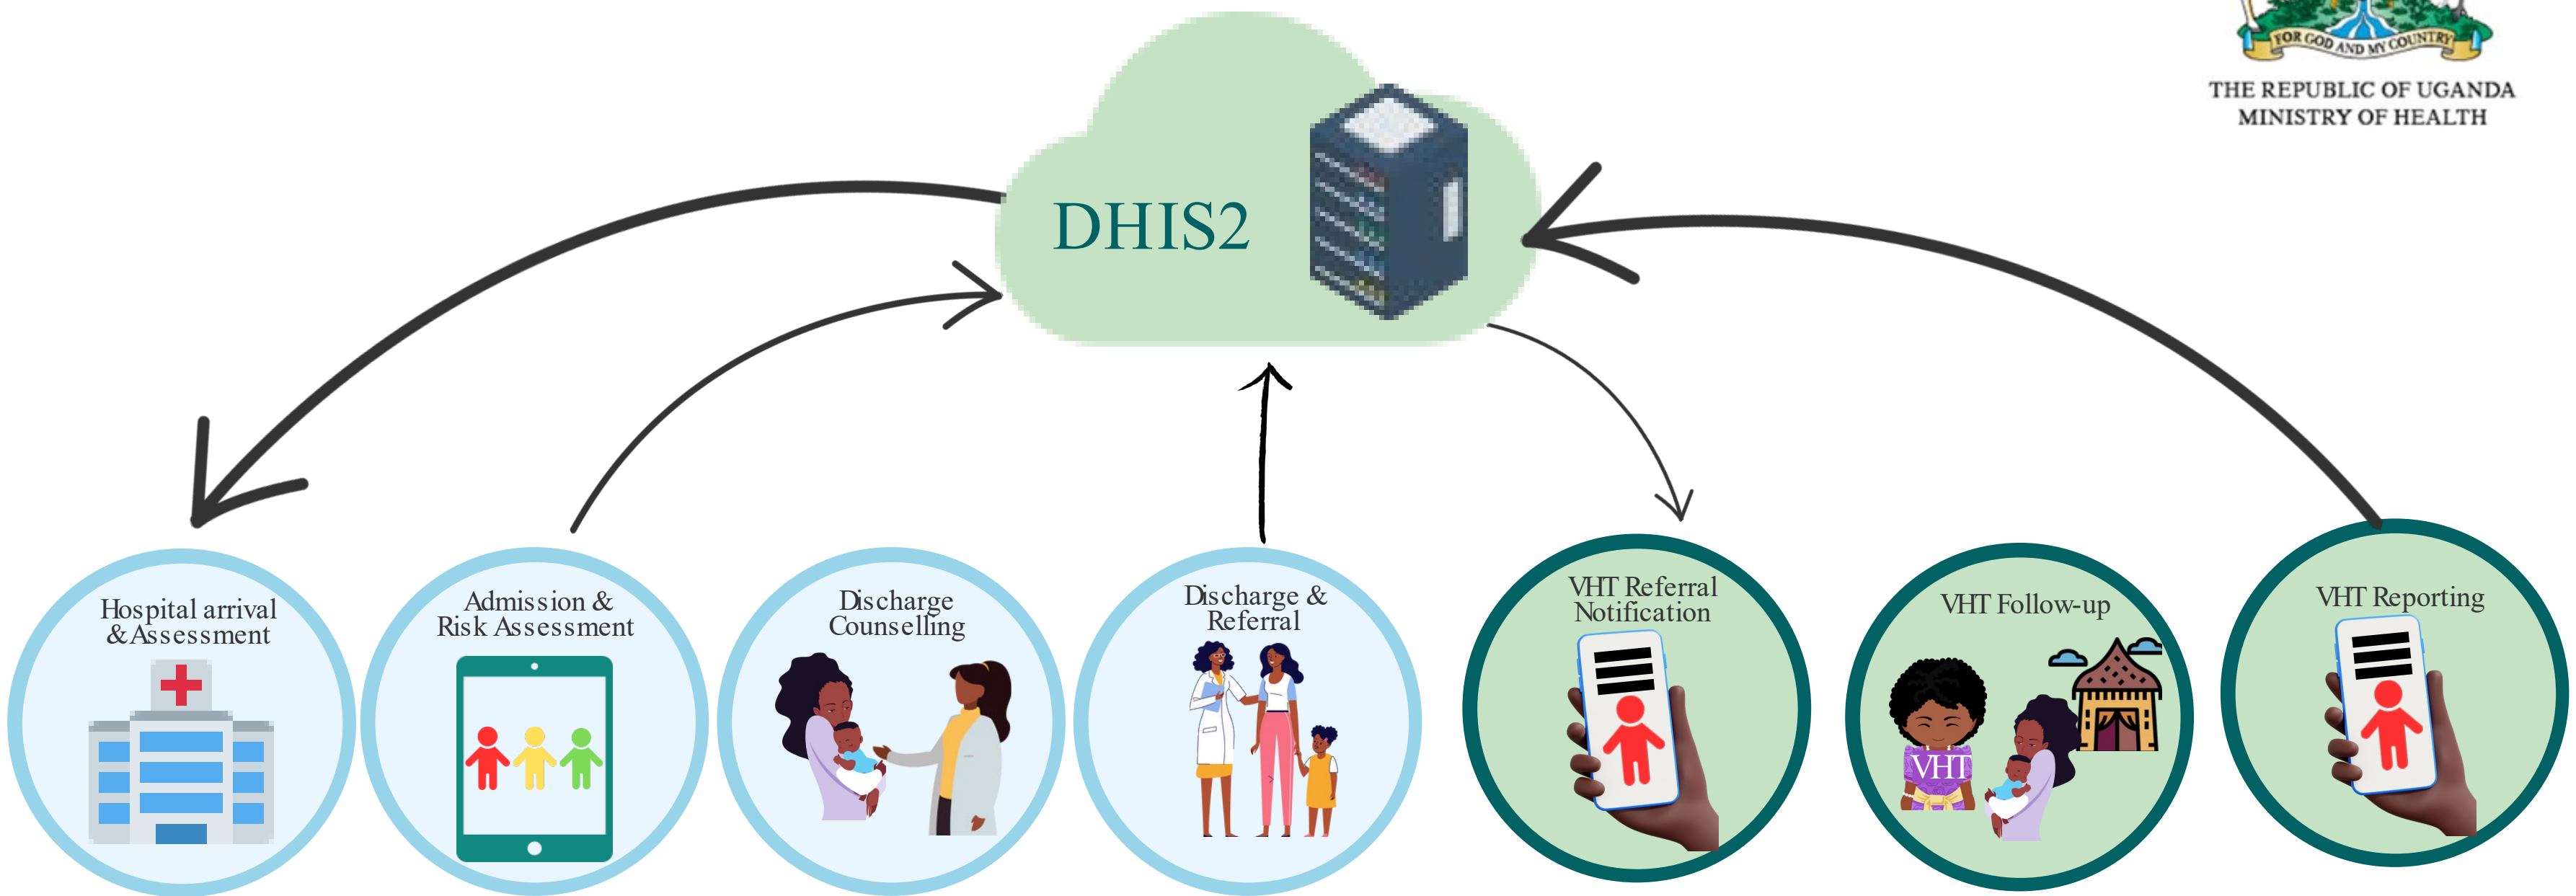 FOR GOD AND MY COUNTRY
THE REPUBLIC OF UGANDA
MINISTRY OF HEALTH
DHIS2
Hospital arrival
& Assessment
Admission &
Risk Assessment
Discharge
Counselling
Discharge &
Referral
VHT Referral
Notification
VHT Follow-up
VHT
VHT Reporting